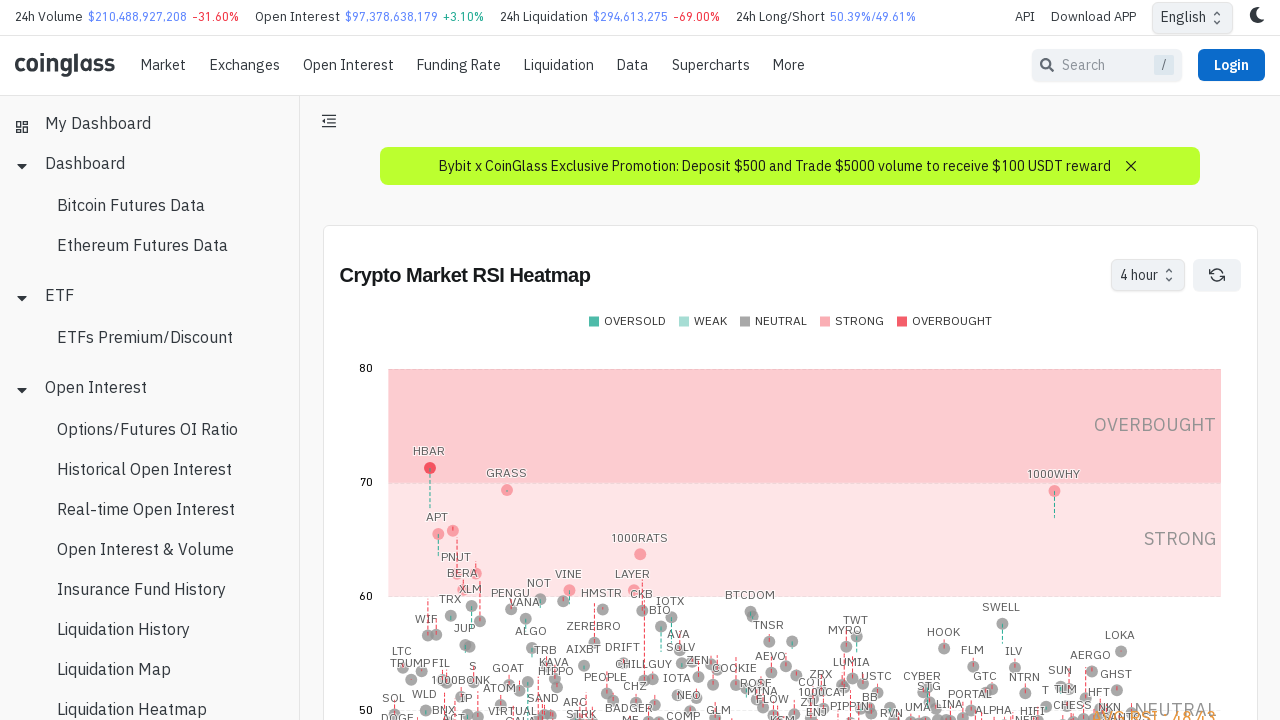 24h Volume $210,488,927,208 -31.60% Open Interest $97,378,638,179 +3.10% 24h Liquidation $294,613,275 -69.00% 24h Long/Short 50.39%/49.61% API Download APP English
coinglass Market Exchanges Open Interest Funding Rate Liquidation Data Supercharts More Search / Login
My Dashboard
Dashboard
Bitcoin Futures Data
Ethereum Futures Data
ETF
ETFs Premium/Discount
Open Interest
Options/Futures OI Ratio
Historical Open Interest
Real-time Open Interest
Open Interest & Volume
Insurance Fund History
Liquidation History
Liquidation Map
Liquidation Heatmap
Bybit x CoinGlass Exclusive Promotion: Deposit $500 and Trade $5000 volume to receive $100 USDT reward
Crypto Market RSI Heatmap
4 hour
OVERSOLD WEAK NEUTRAL STRONG OVERBOUGHT
80
OVERBOUGHT
HBAR
GRASS 1000WHY
70
APT
1000RATS STRONG
PNUT
BERA VINE LAYER
XLM NOT
PENGU HMSTR CKB BTCDOM
60
TRX VANA BIO IOTX SWELL
WIF ZEREBRO TNSR TWT
JUP ALGO AVA MYRO HOOK LOKA
LTC TRB AIXBT DRIFT SOLV FLM ILV AERGO
TRUMP FIL KAVA CHILLGUY ZEN AEVO LUMIA
S GOAT HIPPO COOKIE ZRX SUN GHST
1000BONK PEOPLE IOTA USTC CYBER GTC NTRN
ATOM CHZ ROSE STG TLM
SOL WLD IP SAND NEO MINA 1000CAT BB PORTAL HFT
ARC BADGER FLOW ZIL PIPPIN UMA LINA CHESS
50 BNX VIRTUAL STRK COMP GLM ENJ RVN ALPHA HIFI NKN NEUTRAL
DOGE ACT